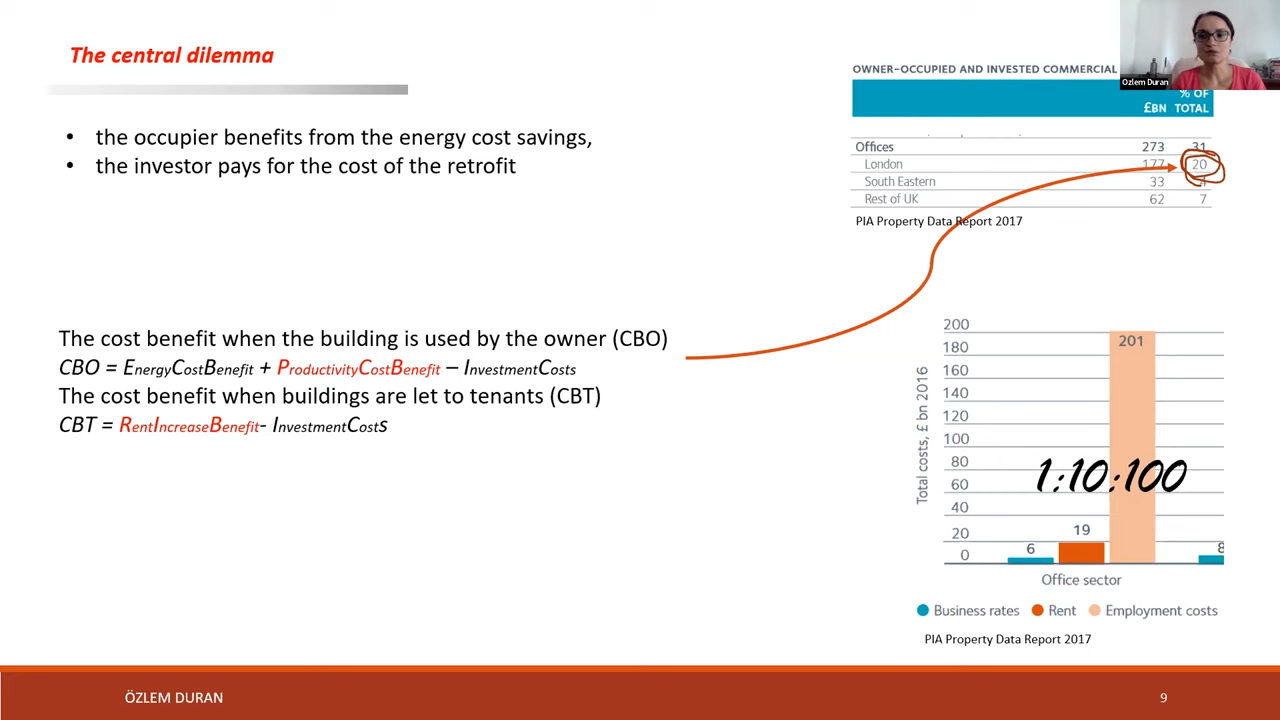 The central dilemma
• the occupier benefits from the energy cost savings,
• the investor pays for the cost of the retrofit
The cost benefit when the building is used by the owner (CBO)
CBO = EnergyCostBenefit + ProductivityCostBenefit – InvestmentCosts
The cost benefit when buildings are let to tenants (CBT)
CBT = RentIncreaseBenefit- InvestmentCosts
OWNER-OCCUPIED AND INVESTED COMMERCIAL
Ozlem Duran
% OF
£BN TOTAL
Offices 273 31
London 177 20
South Eastern 33 4
Rest of UK 62 7
PIA Property Data Report 2017
Total costs, £ bn 2016
200
180
160
140
120
100
80
60
40
20
0
201
1:10:100
19
6
8
Office sector
Business rates Rent Employment costs
PIA Property Data Report 2017
ÖZLEM DURAN
9